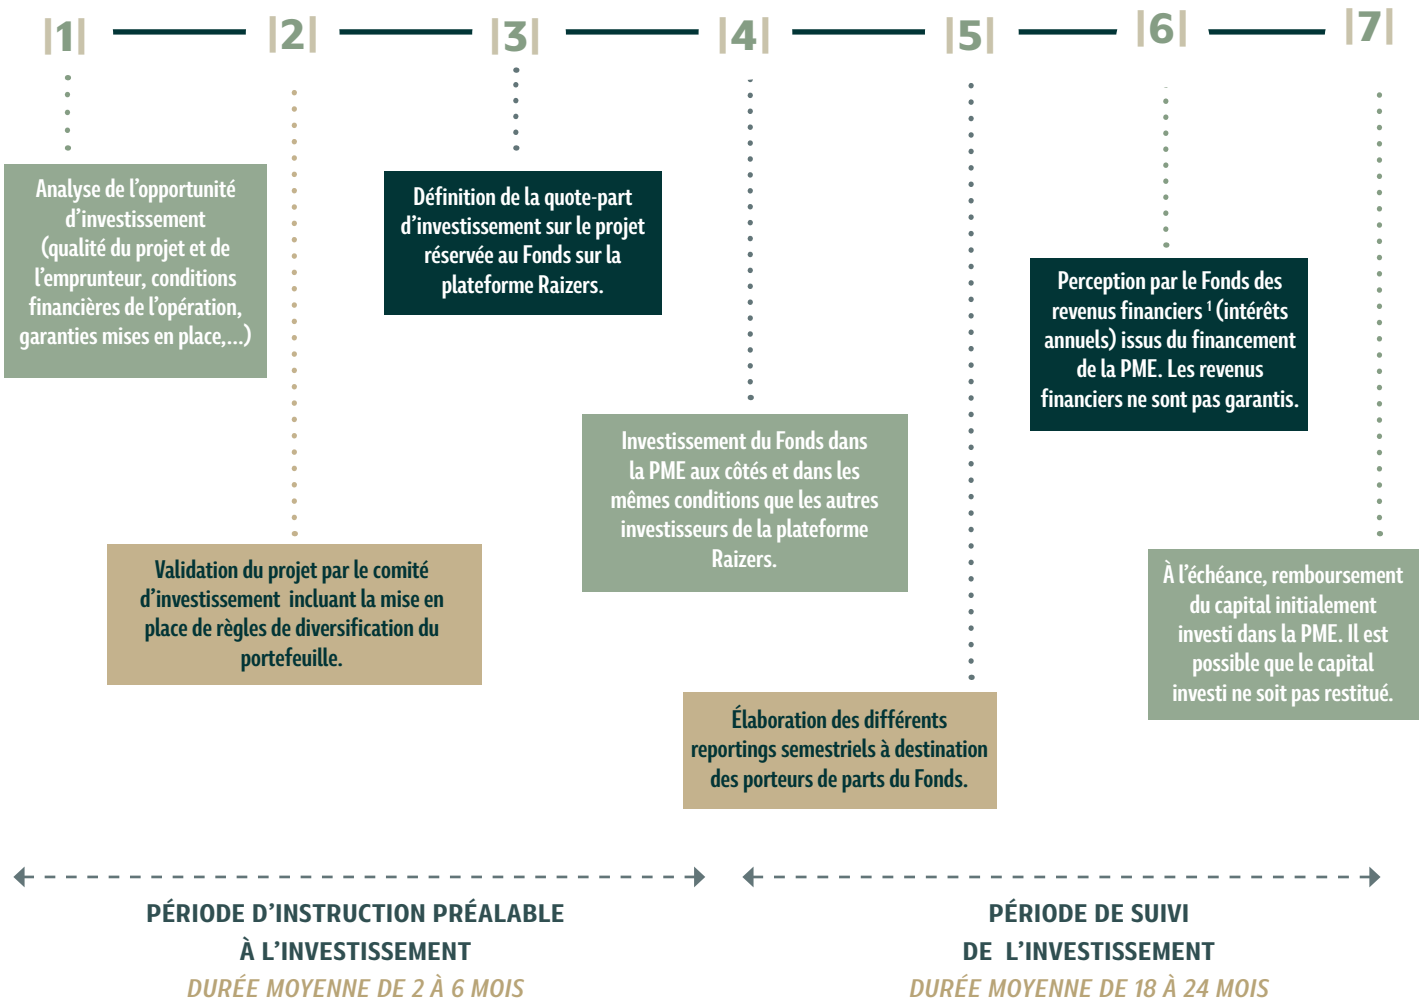 |1|
|2|
|3|
|4|
|5|
|6|
|7|
Analyse de l'opportunité
d'investissement
(qualité du projet et de
l'emprunteur, conditions
financières de l'opération,
garanties mises en place,...)
Validation du projet par le comité
d'investissement incluant la mise en
place de règles de diversification du
portefeuille.
Définition de la quote-part
d'investissement sur le projet
réservée au Fonds sur la
plateforme Raizers.
Investissement du Fonds dans
la PME aux côtés et dans les
mêmes conditions que les autres
investisseurs de la plateforme
Raizers.
Élaboration des différents
reportings semestriels à destination
des porteurs de parts du Fonds.
Perception par le Fonds des
revenus financiers ¹ (intérêts
annuels) issus du financement
de la PME. Les revenus
financiers ne sont pas garantis.
À l'échéance, remboursement
du capital initialement
investi dans la PME. Il est
possible que le capital
investi ne soit pas restitué.
PÉRIODE D'INSTRUCTION PRÉALABLE
À L'INVESTISSEMENT
DURÉE MOYENNE DE 2 À 6 MOIS
PÉRIODE DE SUIVI
DE L'INVESTISSEMENT
DURÉE MOYENNE DE 18 À 24 MOIS